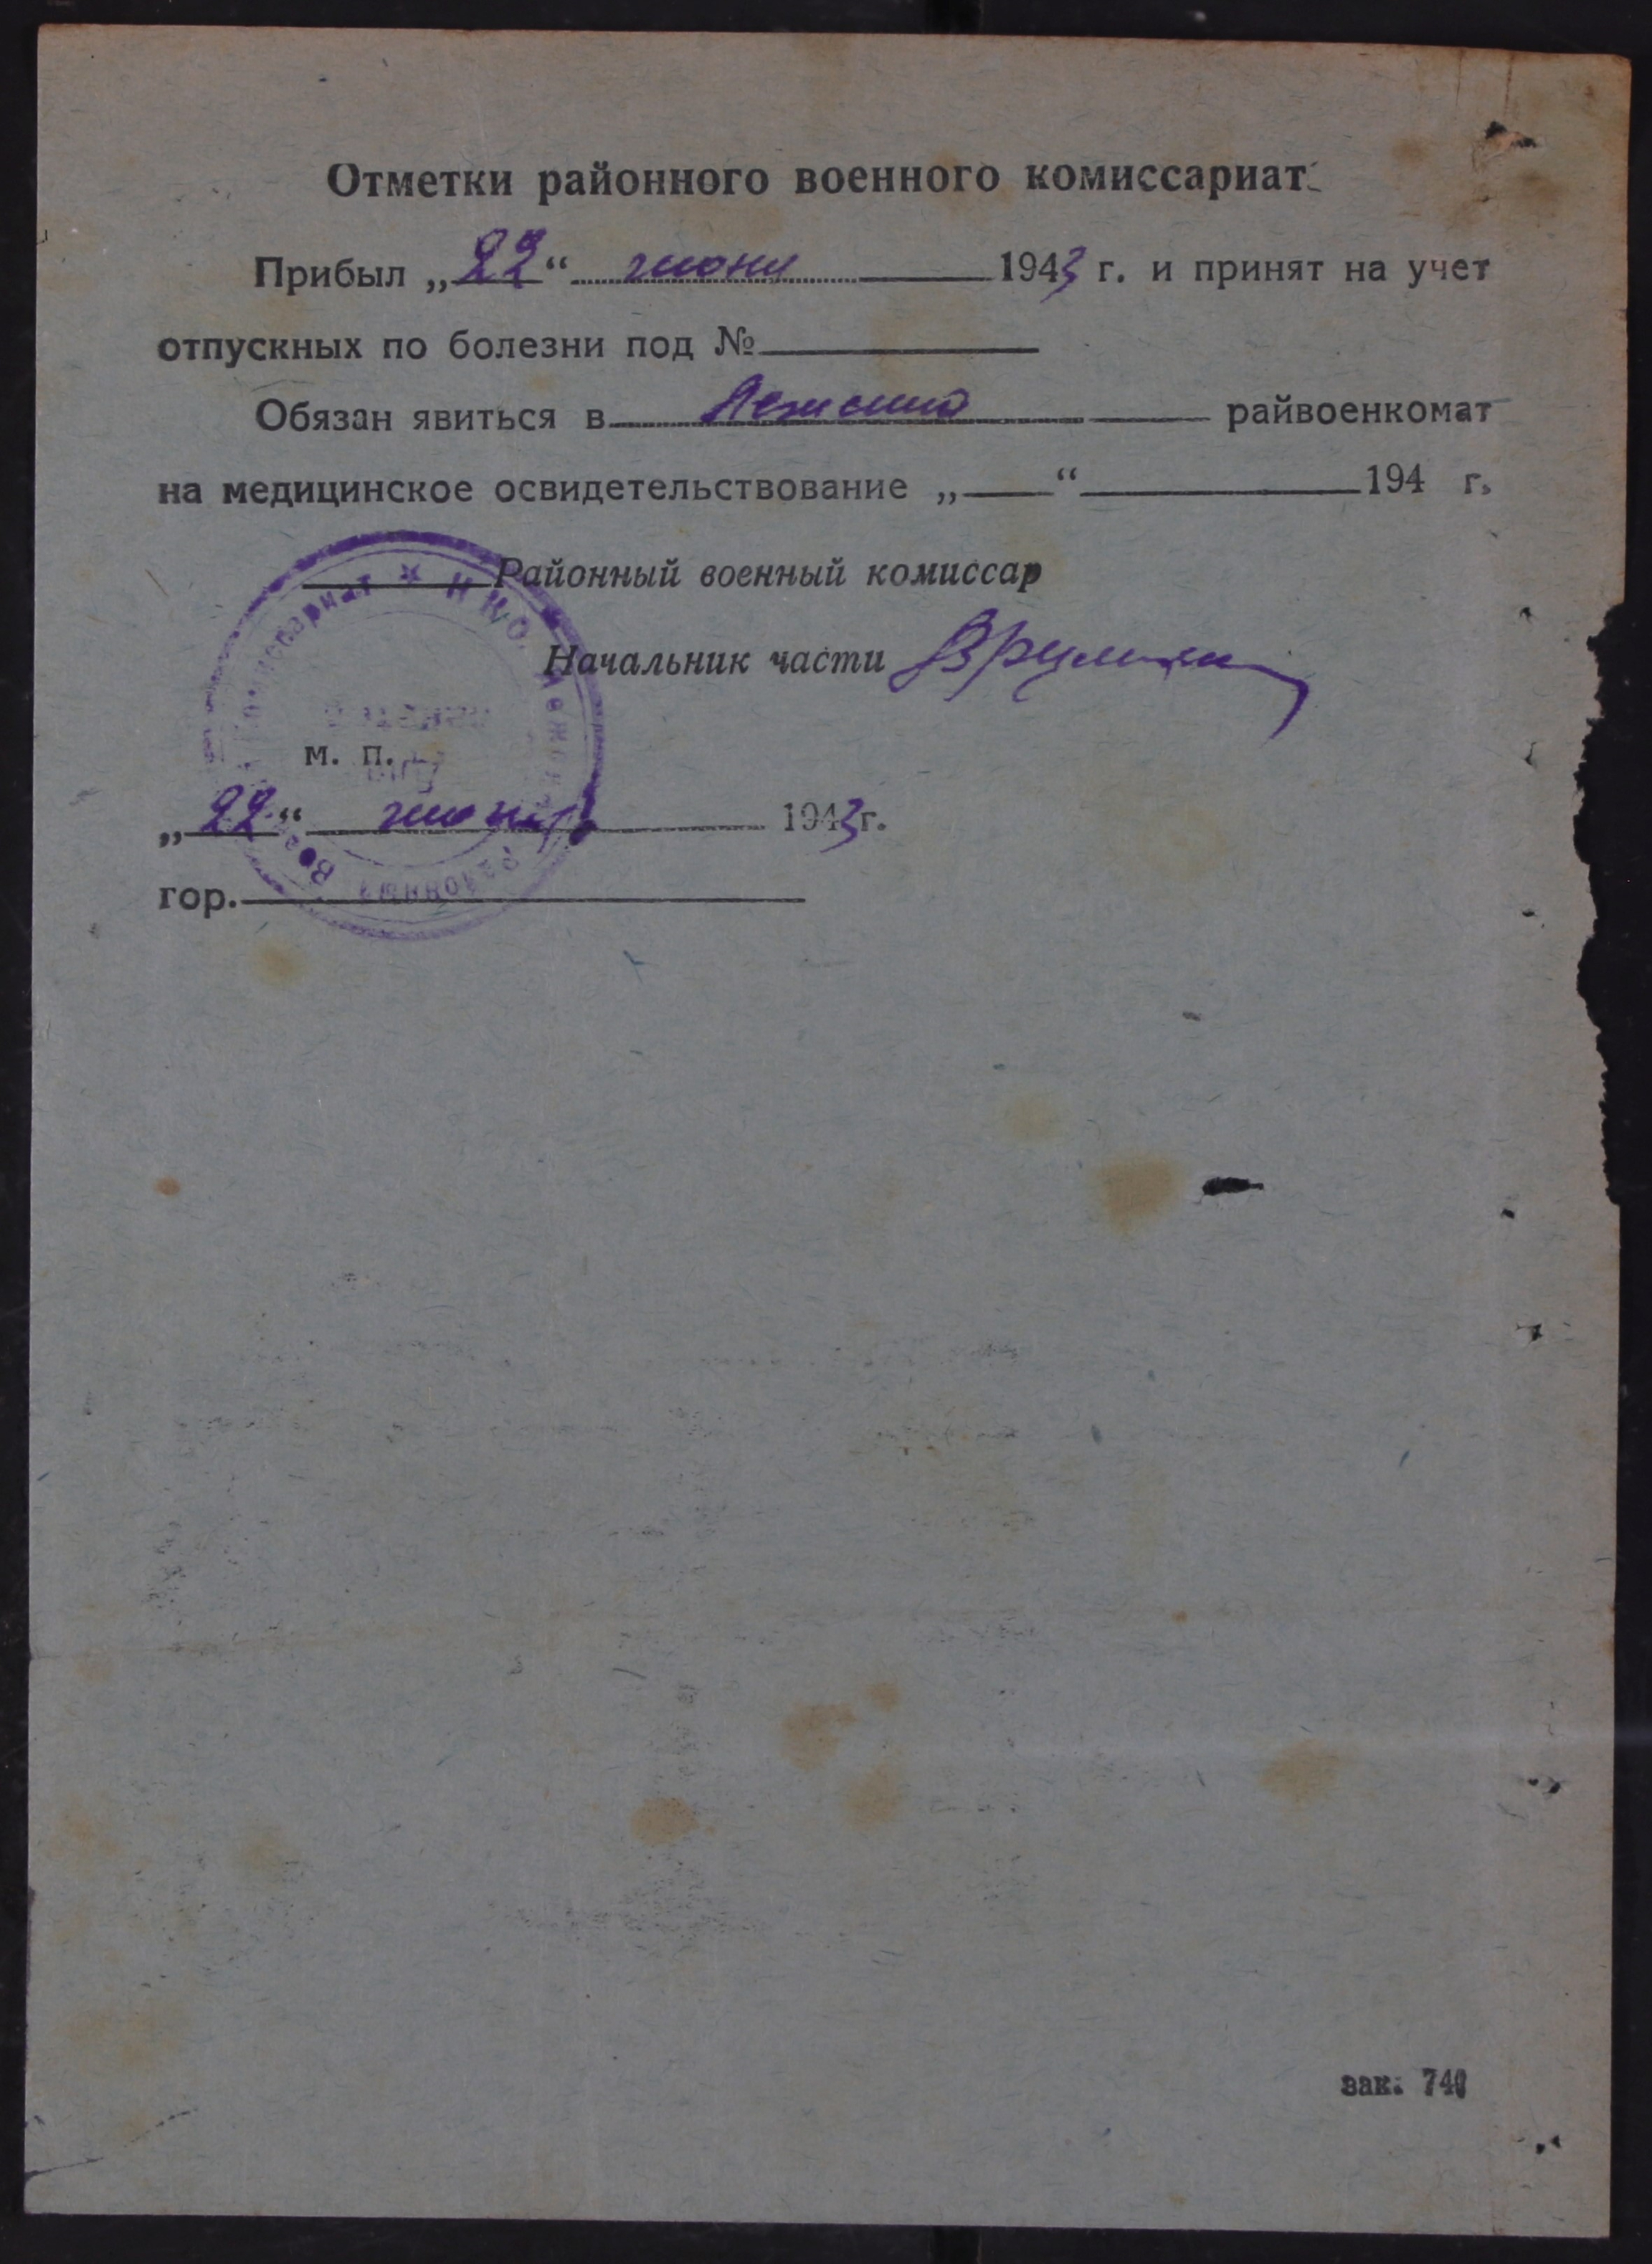 Отметки районного военного комиссариат
Прибыл „22“ июня 1943 г. и принят на учет
отпускных по болезни под №
Обязан явиться в райвоенкомат
на медицинское освидетельствование „ “ 194 г.
Районный военный комиссар
Начальник части
м. п.
„22“ июня 1943 г.
гор.
зак. 740